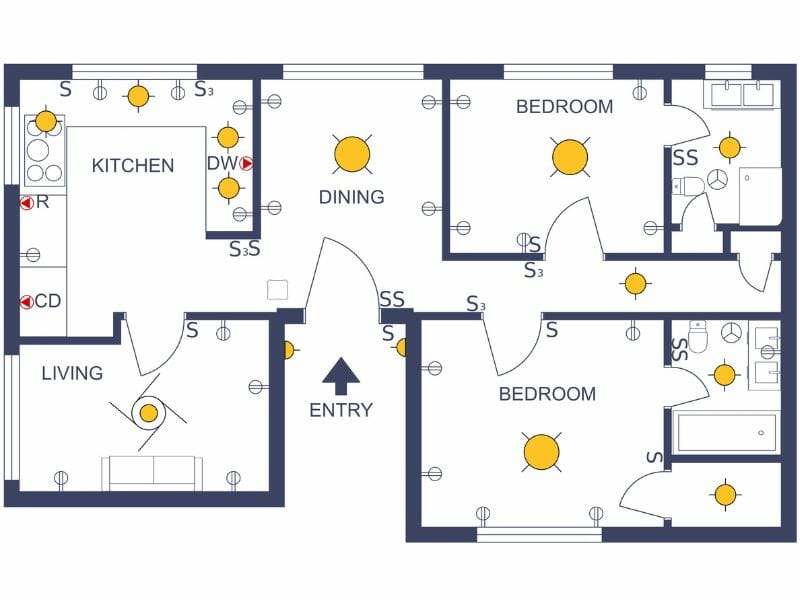 S
S3
BEDROOM
KITCHEN
DW
SS
DINING
R
S3S
S
S3
CD
SS
S3
S
S
S
SS
LIVING
BEDROOM
ENTRY
S